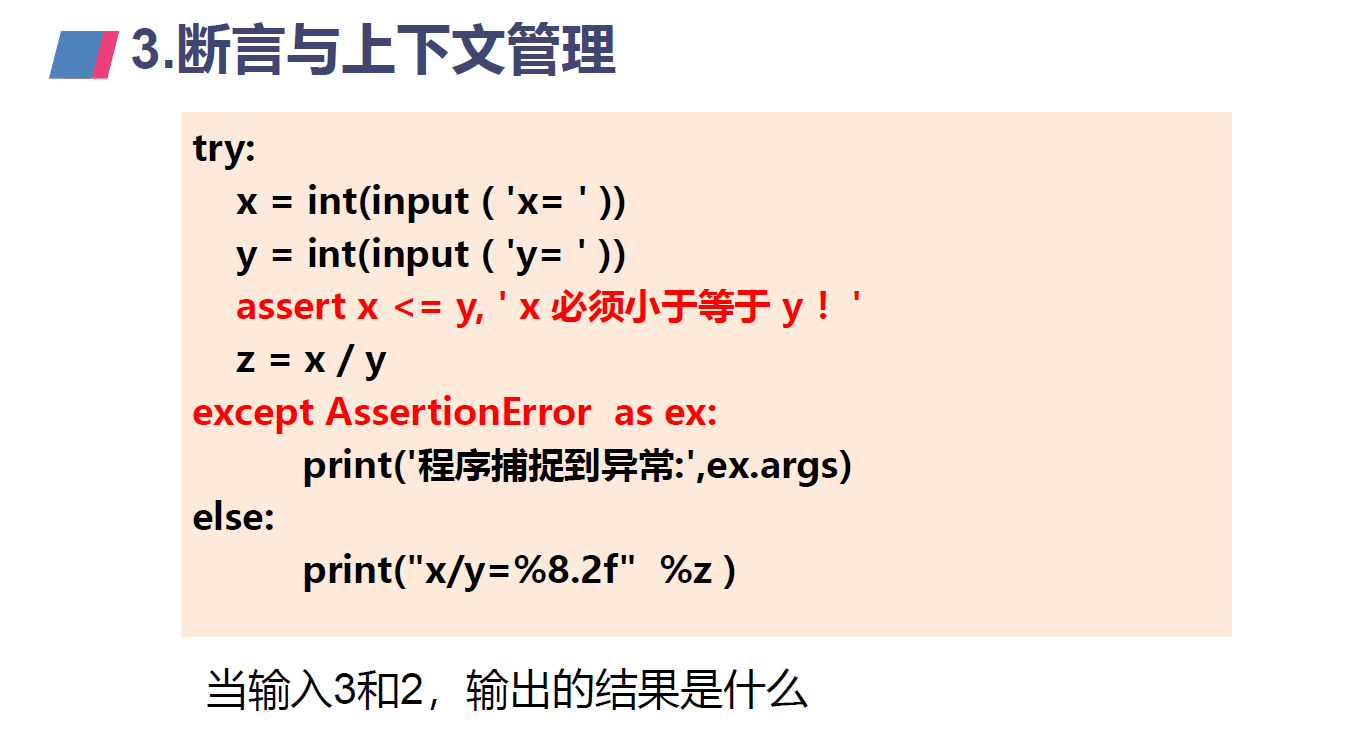 3.断言与上下文管理
try:
    x = int(input ( 'x= ' ))
    y = int(input ( 'y= ' ))
    assert x <= y, ' x 必须小于等于 y ！ '
    z = x / y
except AssertionError  as ex:
          print('程序捕捉到异常:',ex.args)
else:
          print("x/y=%8.2f"  %z )
当输入3和2，输出的结果是什么